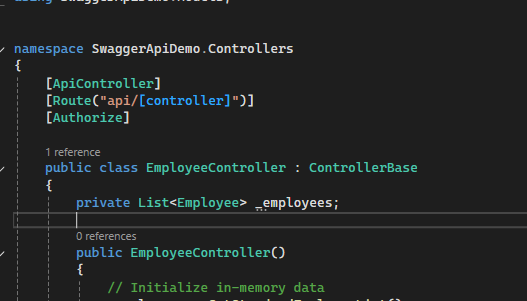 namespace SwaggerApiDemo.Controllers
{
[ApiController]
[Route("api/[controller]")]
[Authorize]
1 reference
public class EmployeeController : ControllerBase
{
private List<Employee> _employees;
0 references
public EmployeeController()
{
// Initialize in-memory data